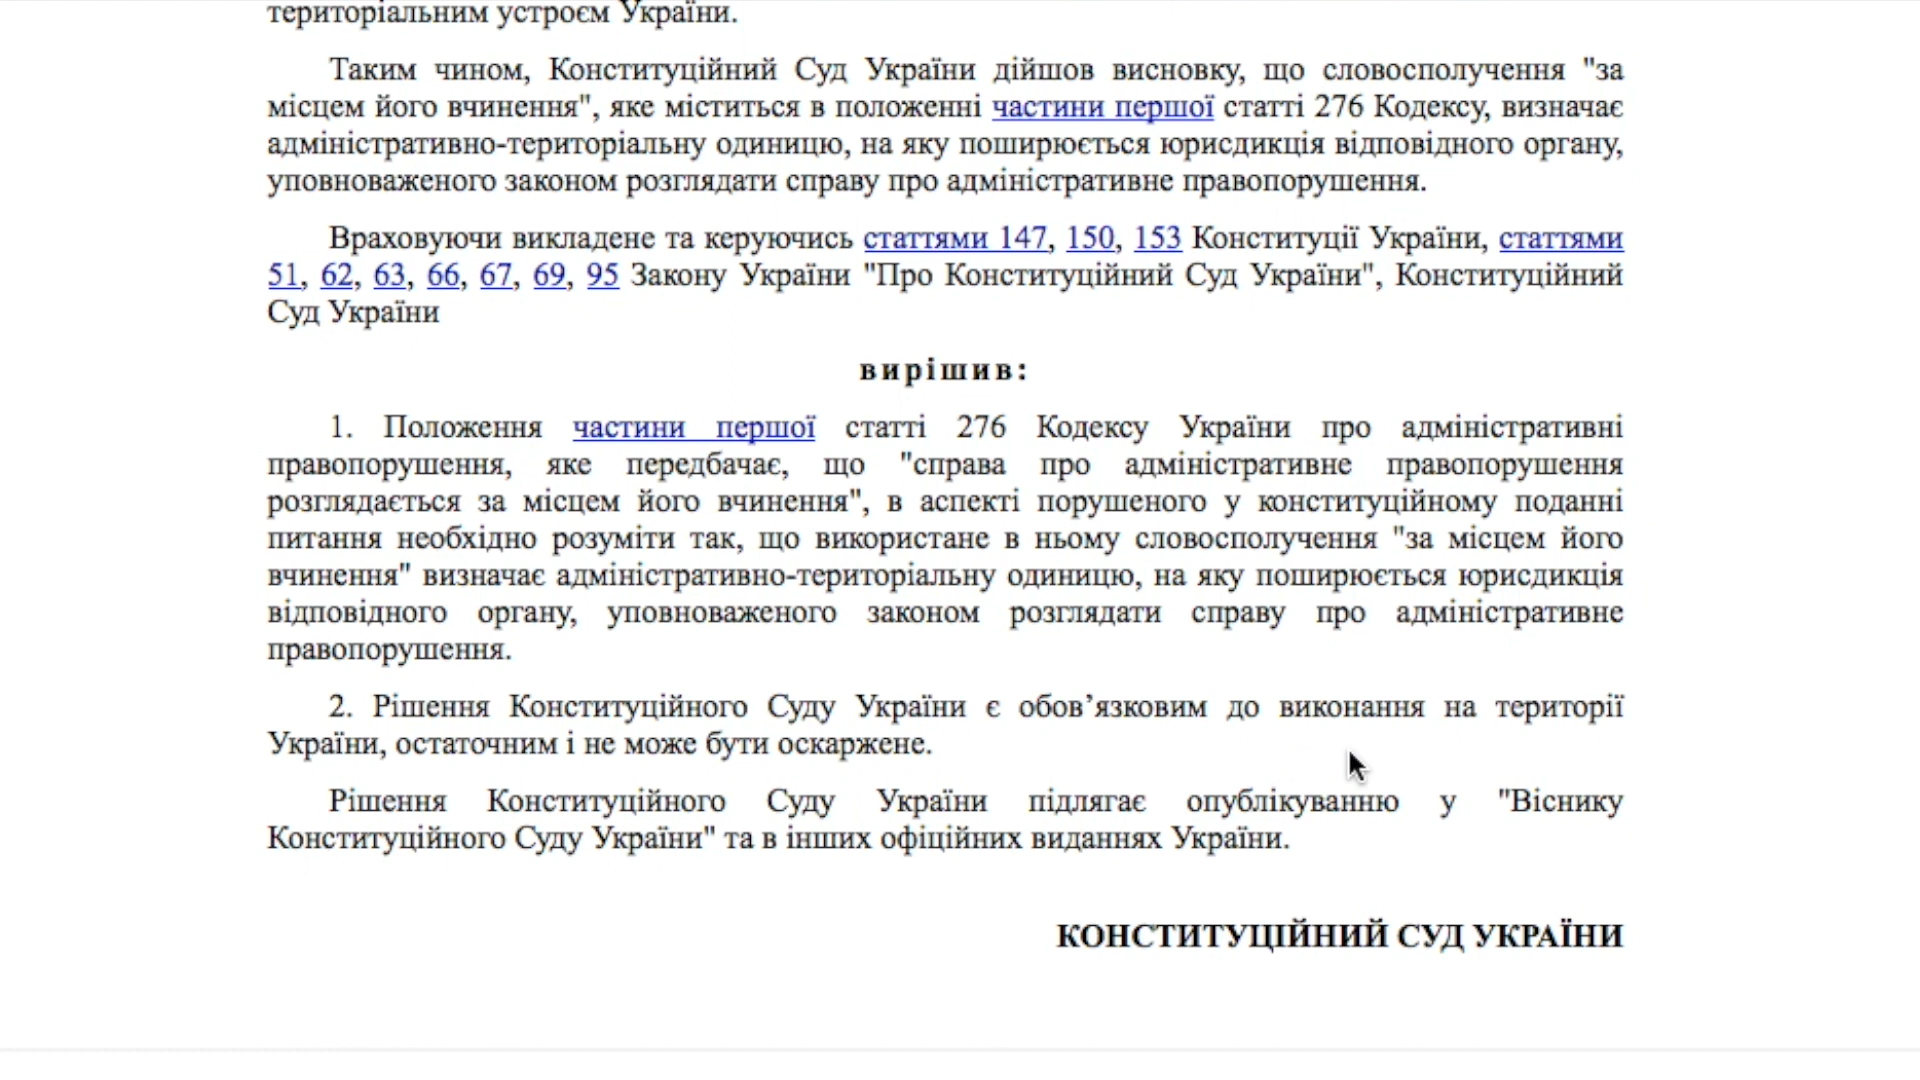 територіальним устроєм України.
Таким чином, Конституційний Суд України дійшов висновку, що словосполучення "за
місцем його вчинення", яке міститься в положенні частини першої статті 276 Кодексу, визначає
адміністративно-територіальну одиницю, на яку поширюється юрисдикція відповідного органу,
уповноваженого законом розглядати справу про адміністративне правопорушення.
Враховуючи викладене та керуючись статтями 147, 150, 153 Конституції України, статтями
51, 62, 63, 66, 67, 69, 95 Закону України "Про Конституційний Суд України", Конституційний
Суд України
вирішив:
1. Положення частини першої статті 276 Кодексу України про адміністративні
правопорушення, яке передбачає, що "справа про адміністративне правопорушення
розглядається за місцем його вчинення", в аспекті порушеного у конституційному поданні
питання необхідно розуміти так, що використане в ньому словосполучення "за місцем його
вчинення" визначає адміністративно-територіальну одиницю, на яку поширюється юрисдикція
відповідного органу, уповноваженого законом розглядати справу про адміністративне
правопорушення.
2. Рішення Конституційного Суду України є обов’язковим до виконання на території
України, остаточним і не може бути оскаржене.
Рішення Конституційного Суду України підлягає опублікуванню у "Віснику
Конституційного Суду України" та в інших офіційних виданнях України.
КОНСТИТУЦІЙНИЙ СУД УКРАЇНИ